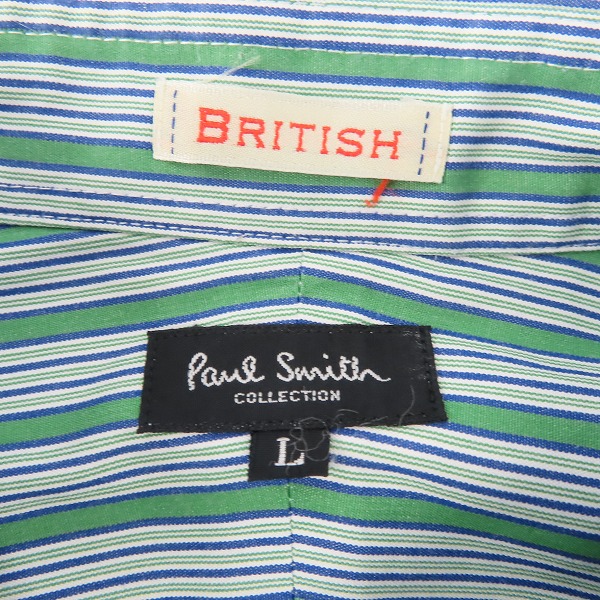 BRITISH
Paul Smith
COLLECTION
L